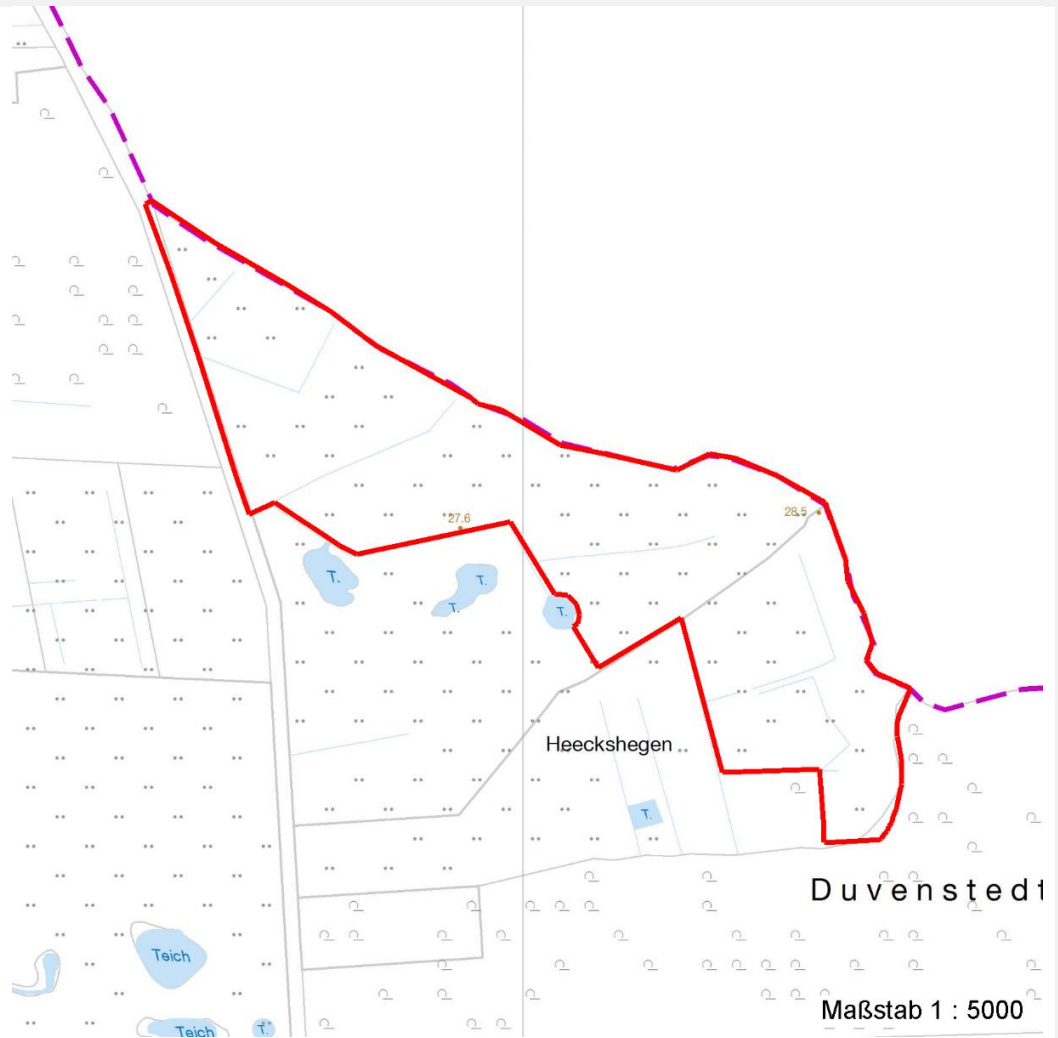 27.6
28.5
T.
T.
T.
T.
Heeckshegen
T.
Duvenstedt
Teich
Maßstab 1 : 5000
Teich
T.